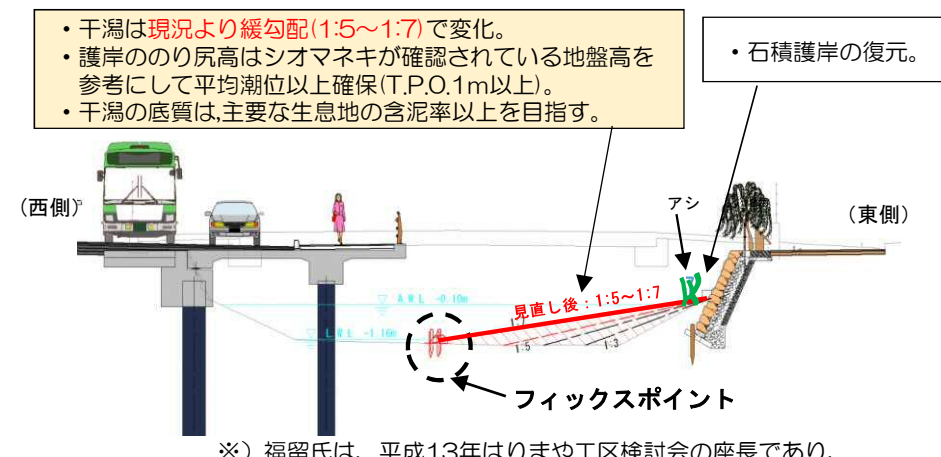 ・干潟は現況より緩勾配(1:5～1:7)で変化。
・護岸ののり尻高はシオマネキが確認されている地盤高を
参考にして平均潮位以上確保(T.P.0.1m以上)。
・干潟の底質は,主要な生息地の含泥率以上を目指す。
・石積護岸の復元。
(西側)
アシ
(東側)
A W L -0.10m
見直し後：1:5～1:7
L W L -1.16m
1:5
1:3
フィックスポイント
※）福留氏は，平成13年はりまや工区検討会の座長であり，